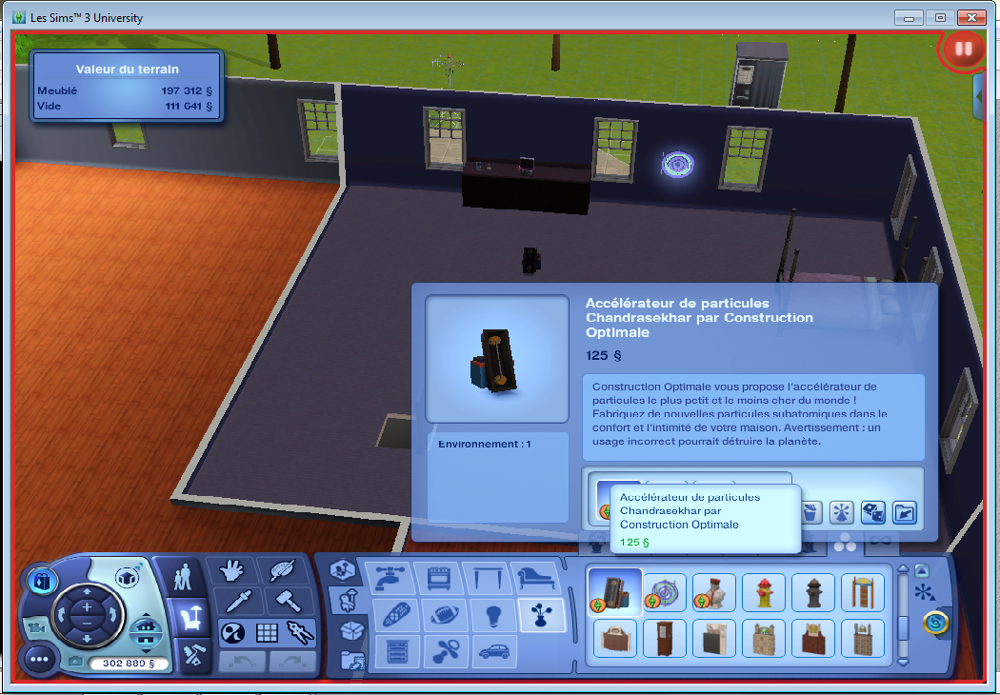 Les Sims™ 3 University
Valeur du terrain
Meublé 197 312 §
Vide 111 641 §
Accélérateur de particules
Chandrasekhar par Construction
Optimale
125 §
Construction Optimale vous propose l'accélérateur de
particules le plus petit et le moins cher du monde !
Fabriquez de nouvelles particules subatomiques dans le
confort et l'intimité de votre maison. Avertissement : un
usage incorrect pourrait détruire la planète.
Environnement : 1
Accélérateur de particules
Chandrasekhar par
Construction Optimale
125 §
302 889 §